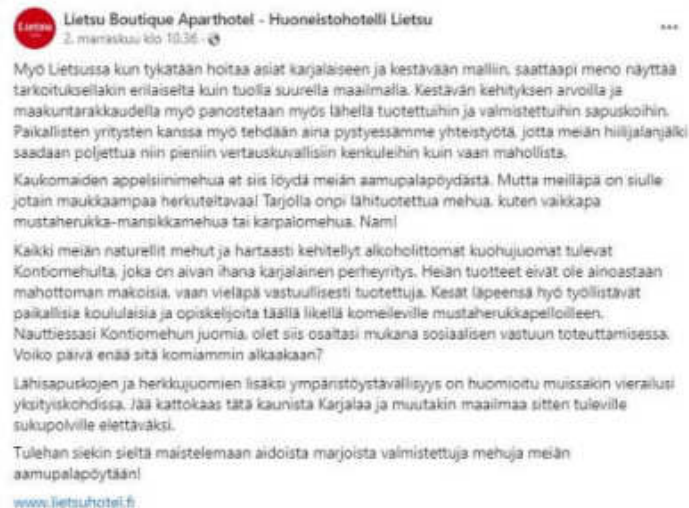 Lietsu Boutique Aparthotel - Huoneistohotelli Lietsu
Lietsu
2. marraskuu klo 10.36 ·
Myö Lietsussa kun tykätään hoitaa asiat karjalaiseen ja kestävään malliin, saattaapi meno näyttää
tarkoituksellakin erilaiselta kuin tuolla suurella maailmalla. Kestävän kehityksen arvoilla ja
maakuntarakkaudella myö panostetaan myös lähellä tuotettuihin ja valmistettuihin sapuskoihin.
Paikallisten yritysten kanssa myö tehdään aina pystyessämme yhteistyötä, jotta meiän hiilijalanjälki
saadaan poljettua niin pieniin vertauskuvallisiin kenkuleihin kuin vaan mahollista.
Kaukomaiden appelsiinimehua et siis löydä meiän aamupalapöydästä. Mutta meilläpä on siulle
jotain maukkaampaa herkuteltavaa! Tarjolla onpi lähituotettua mehua, kuten vaikkapa
mustaherukka-mansikkamehua tai karpalomehua. Nam!
Kaikki meiän naturellit mehut ja hartaasti kehitellyt alkoholittomat kuohujuomat tulevat
Kontiomehulta, joka on aivan ihana karjalainen perheyritys. Heiän tuotteet eivät ole ainoastaan
mahottoman makoisia, vaan vieläpä vastuullisesti tuotettuja. Kesät läpeensä hyö työllistävät
paikallisia koululaisia ja opiskelijoita täällä likellä komeileville mustaherukkapelloilleen.
Nauttiessasi Kontiomehun juomia, olet siis osaltasi mukana sosiaalisen vastuun toteuttamisessa.
Voiko päivä enää sitä komiammin alkaakaan?
Lähisapuskojen ja herkkujuomien lisäksi ympäristöystävällisyys on huomioitu muissakin vierailusi
yksityiskohdissa. Jää kattokaas tätä kaunista Karjalaa ja muutakin maailmaa sitten tuleville
sukupolville elettäväksi.
Tulehan siekin sieltä maistelemaan aidoista marjoista valmistettuja mehuja meiän
aamupalapöytään!
www.lietsuhotel.fi